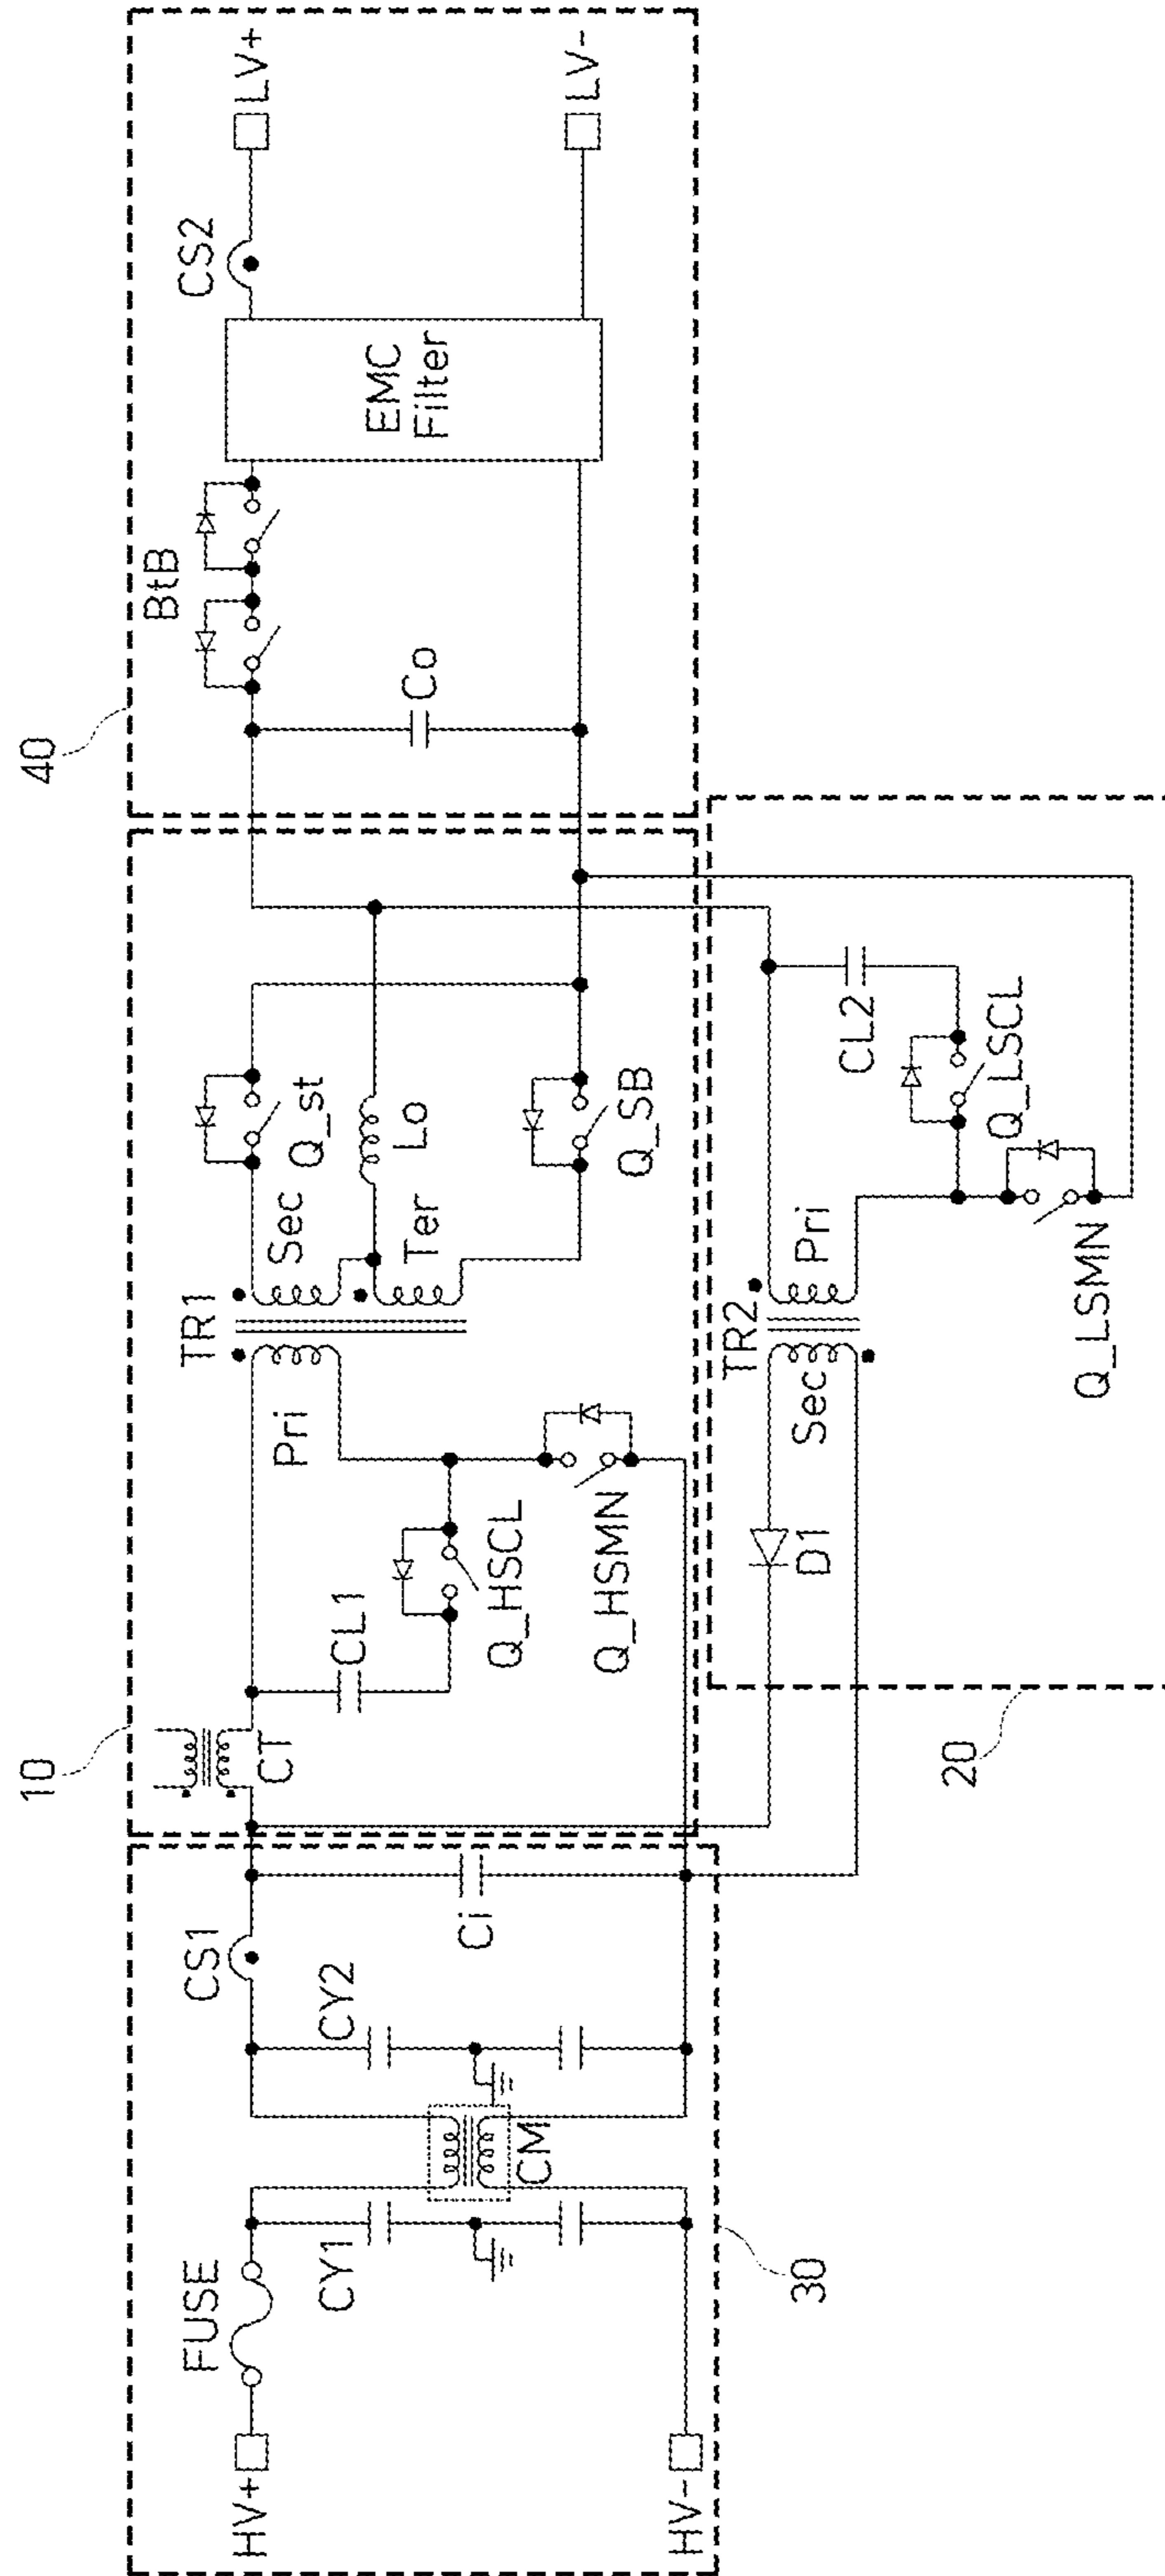 10
40
HV+
FUSE
CY1
CM
CY2
CS1
Ci
HV-
30
CT
CL1
Q_HSCL
Q_HSMN
Pri
TR1
Sec
Q_st
Ter
Lo
Q_SB
BtB
Co
EMC
Filter
CS2
LV+
LV-
20
D1
TR2
Sec
Pri
CL2
Q_LSCL
Q_LSMN